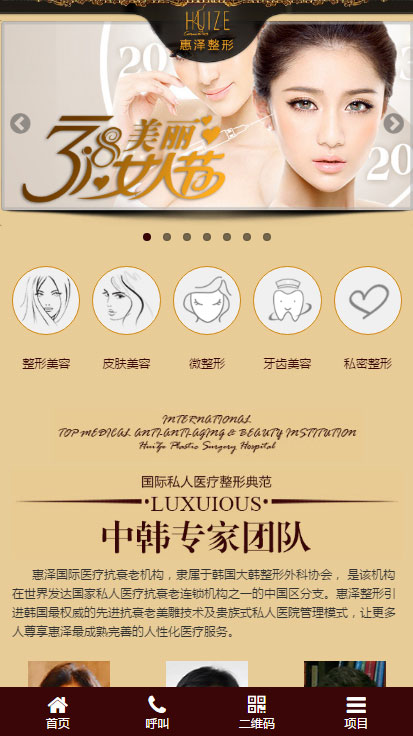 HUIZE
惠泽整形
3.8美丽
女人节
20
整形美容
皮肤美容
微整形
牙齿美容
私密整形
INTERNATIONAL
TOP MEDICAL ANTI-ANTI-AGING & BEAUTY INSTITUTION
HuiZe Plastic Surgery Hospital
国际私人医疗整形典范
·LUXUIOUS·
中韩专家团队
惠泽国际医疗抗衰老机构，隶属于韩国大韩整形外科协会， 是该机构
在世界发达国家私人医疗抗衰老连锁机构之一的中国区分支。惠泽整形引
进韩国最权威的先进抗衰老美雕技术及贵族式私人医院管理模式，让更多
人尊享惠泽最成熟完善的人性化医疗服务。
首页
呼叫
二维码
项目